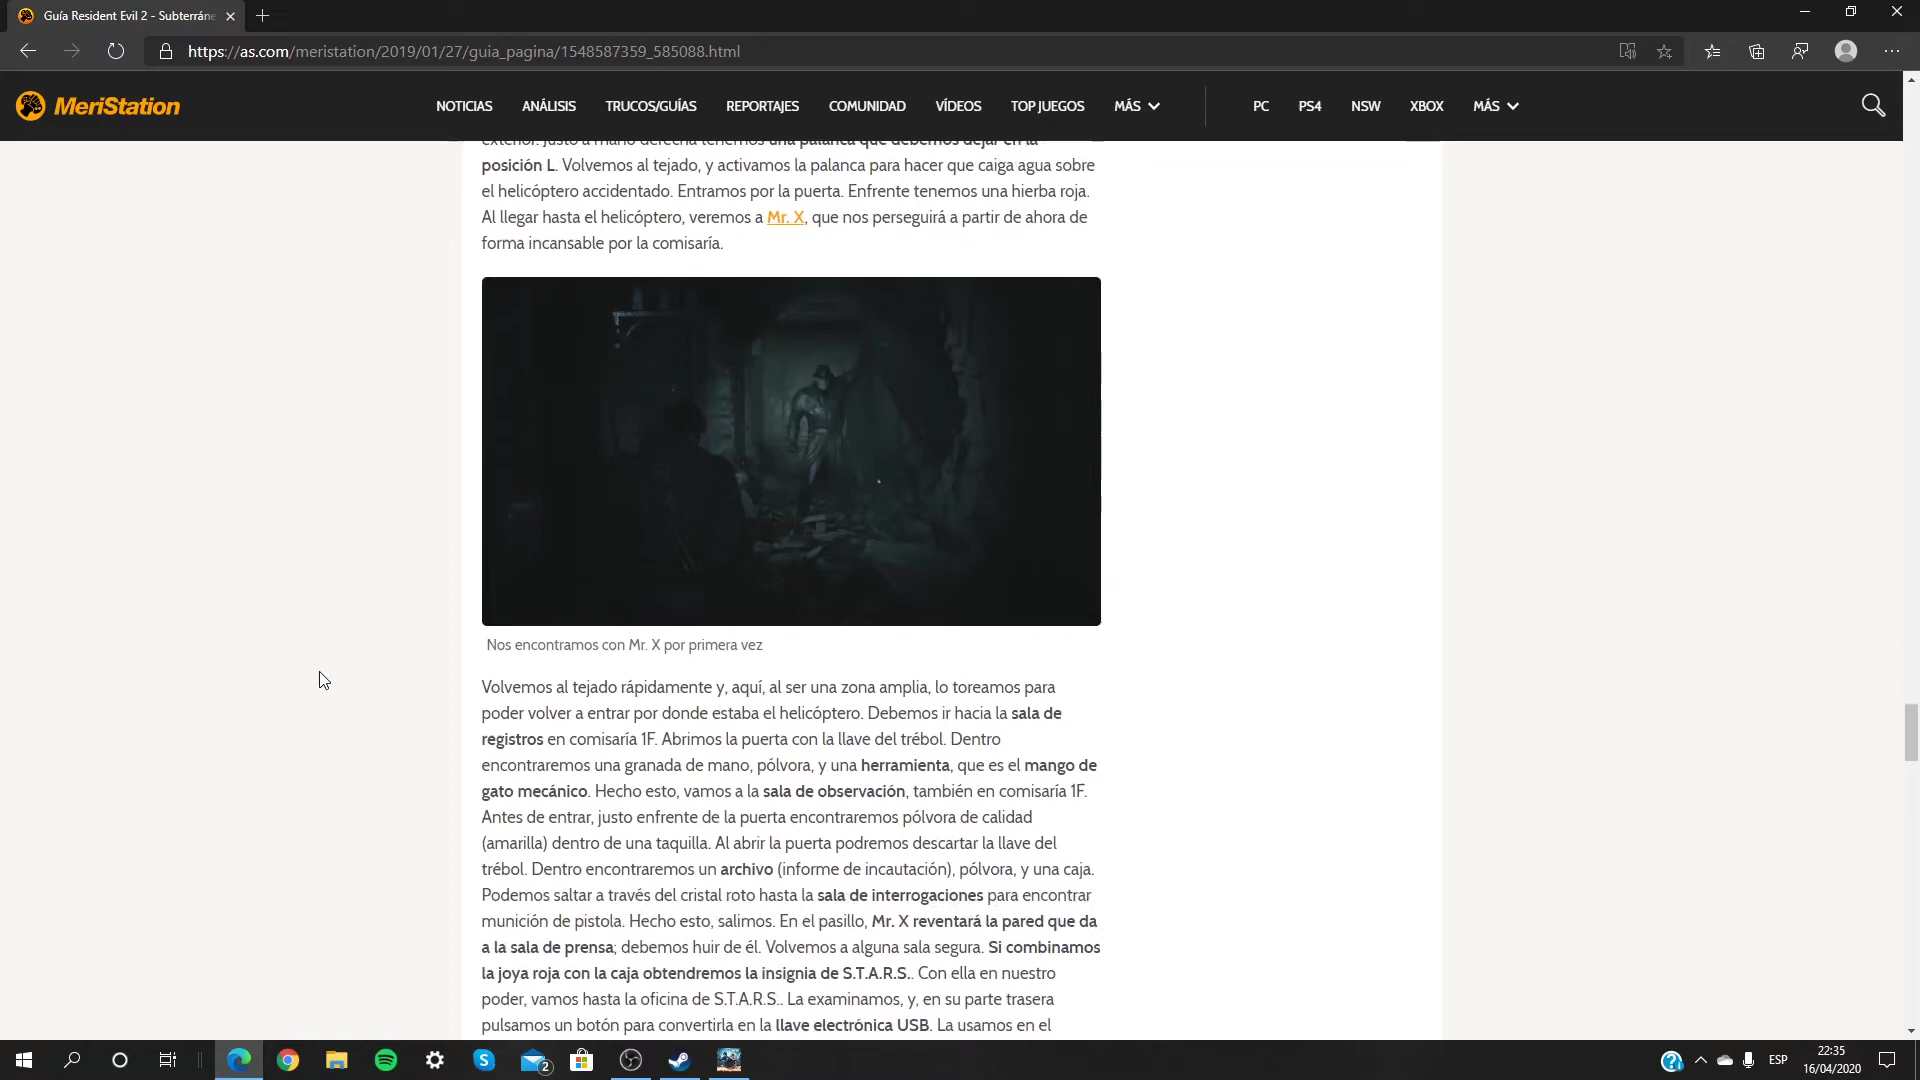 Guía Resident Evil 2 - Subterráne
https://as.com/meristation/2019/01/27/guia_pagina/1548587359_585088.html
MeriStation
NOTICIAS ANÁLISIS TRUCOS/GUÍAS REPORTAJES COMUNIDAD VÍDEOS TOP JUEGOS MÁS PC PS4 NSW XBOX MÁS
exterior. Justo a mano derecha tenemos una palanca que debemos dejar en la
posición L. Volvemos al tejado, y activamos la palanca para hacer que caiga agua sobre
el helicóptero accidentado. Entramos por la puerta. Enfrente tenemos una hierba roja.
Al llegar hasta el helicóptero, veremos a Mr. X, que nos perseguirá a partir de ahora de
forma incansable por la comisaría.
Nos encontramos con Mr. X por primera vez
Volvemos al tejado rápidamente y, aquí, al ser una zona amplia, lo toreamos para
poder volver a entrar por donde estaba el helicóptero. Debemos ir hacia la sala de
registros en comisaría 1F. Abrimos la puerta con la llave del trébol. Dentro
encontraremos una granada de mano, pólvora, y una herramienta, que es el mango de
gato mecánico. Hecho esto, vamos a la sala de observación, también en comisaría 1F.
Antes de entrar, justo enfrente de la puerta encontraremos pólvora de calidad
(amarilla) dentro de una taquilla. Al abrir la puerta podremos descartar la llave del
trébol. Dentro encontraremos un archivo (informe de incautación), pólvora, y una caja.
Podemos saltar a través del cristal roto hasta la sala de interrogaciones para encontrar
munición de pistola. Hecho esto, salimos. En el pasillo, Mr. X reventará la pared que da
a la sala de prensa; debemos huir de él. Volvemos a alguna sala segura. Si combinamos
la joya roja con la caja obtendremos la insignia de S.T.A.R.S.. Con ella en nuestro
poder, vamos hasta la oficina de S.T.A.R.S.. La examinamos, y, en su parte trasera
pulsamos un botón para convertirla en la llave electrónica USB. La usamos en el
2
ESP
22:35
16/04/2020